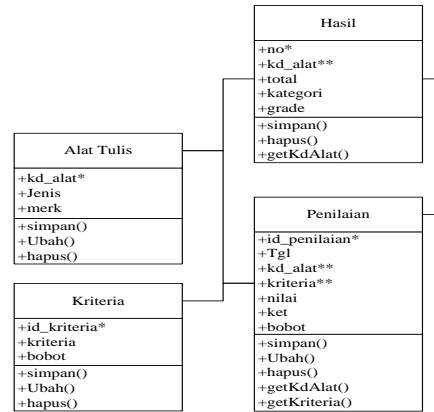 Hasil
+no*
+kd_alat**
+total
+kategori
+grade
+simpan()
+hapus()
+getKdAlat()
Alat Tulis
+kd_alat*
+Jenis
+merk
+simpan()
+Ubah()
+hapus()
Penilaian
+id_penilaian*
+Tgl
+kd_alat**
+kriteria**
+nilai
+ket
+bobot
+simpan()
+Ubah()
+hapus()
+getKdAlat()
+getKriteria()
Kriteria
+id_kriteria*
+kriteria
+bobot
+simpan()
+Ubah()
+hapus()